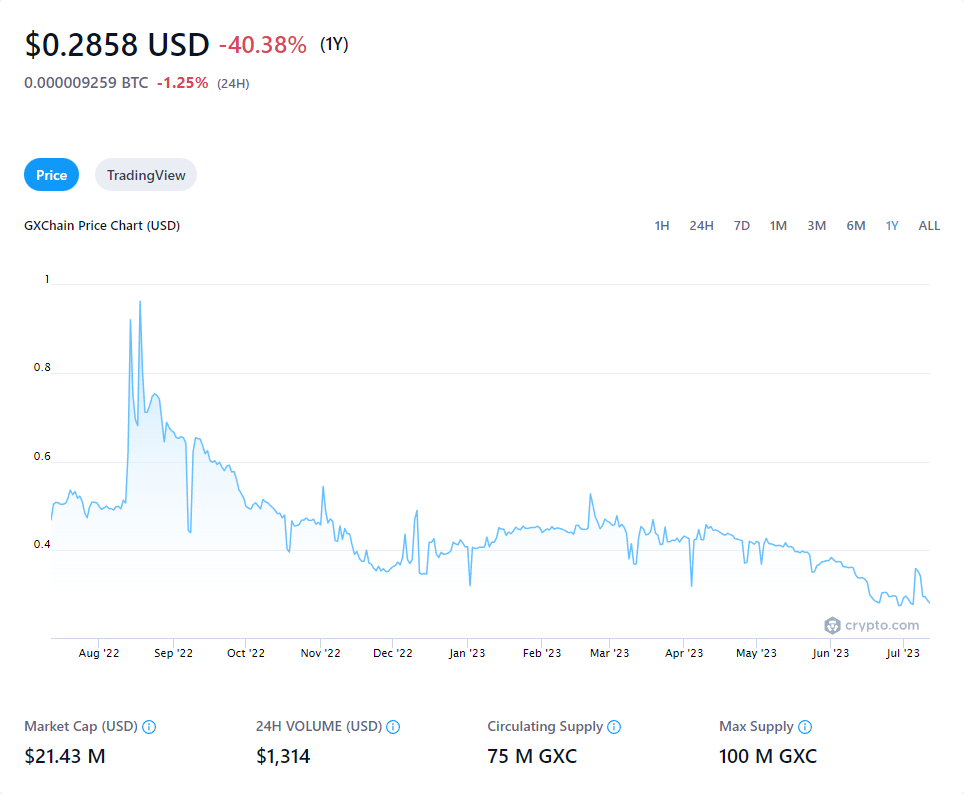 $0.2858 USD -40.38% (1Y)
0.000009259 BTC -1.25% (24H)
Price TradingView
GXChain Price Chart (USD) 1H 24H 7D 1M 3M 6M 1Y ALL
1
0.8
0.6
0.4
crypto.com
Aug '22 Sep '22 Oct '22 Nov '22 Dec '22 Jan '23 Feb '23 Mar '23 Apr '23 May '23 Jun '23 Jul '23
Market Cap (USD) 24H VOLUME (USD) Circulating Supply Max Supply
$21.43 M $1,314 75 M GXC 100 M GXC